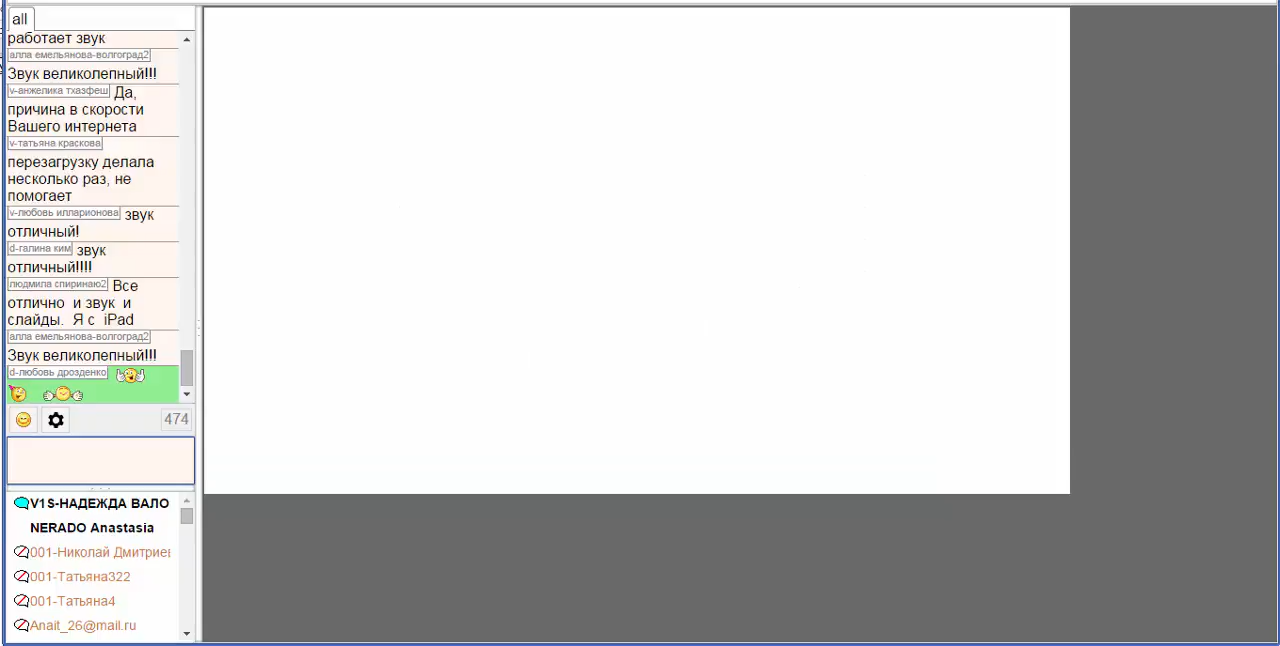 all
работает звук
алла емельянова-волгоград2
Звук великолепный!!!
v-анжелика тхазфеш Да,
причина в скорости
Вашего интернета
v-татьяна краскова
перезагрузку делала
несколько раз, не
помогает
v-любовь илларионова звук
отличный!
d-галина ким звук
отличный!!!!
людмила спиринаю2 Все
отлично и звук и
слайды. Я с iPad
алла емельянова-волгоград2
Звук великолепный!!!
d-любовь дрозденко
474
V1S-НАДЕЖДА ВАЛО
NERADO Anastasia
001-Николай Дмитриев
001-Татьяна322
001-Татьяна4
Anait_26@mail.ru